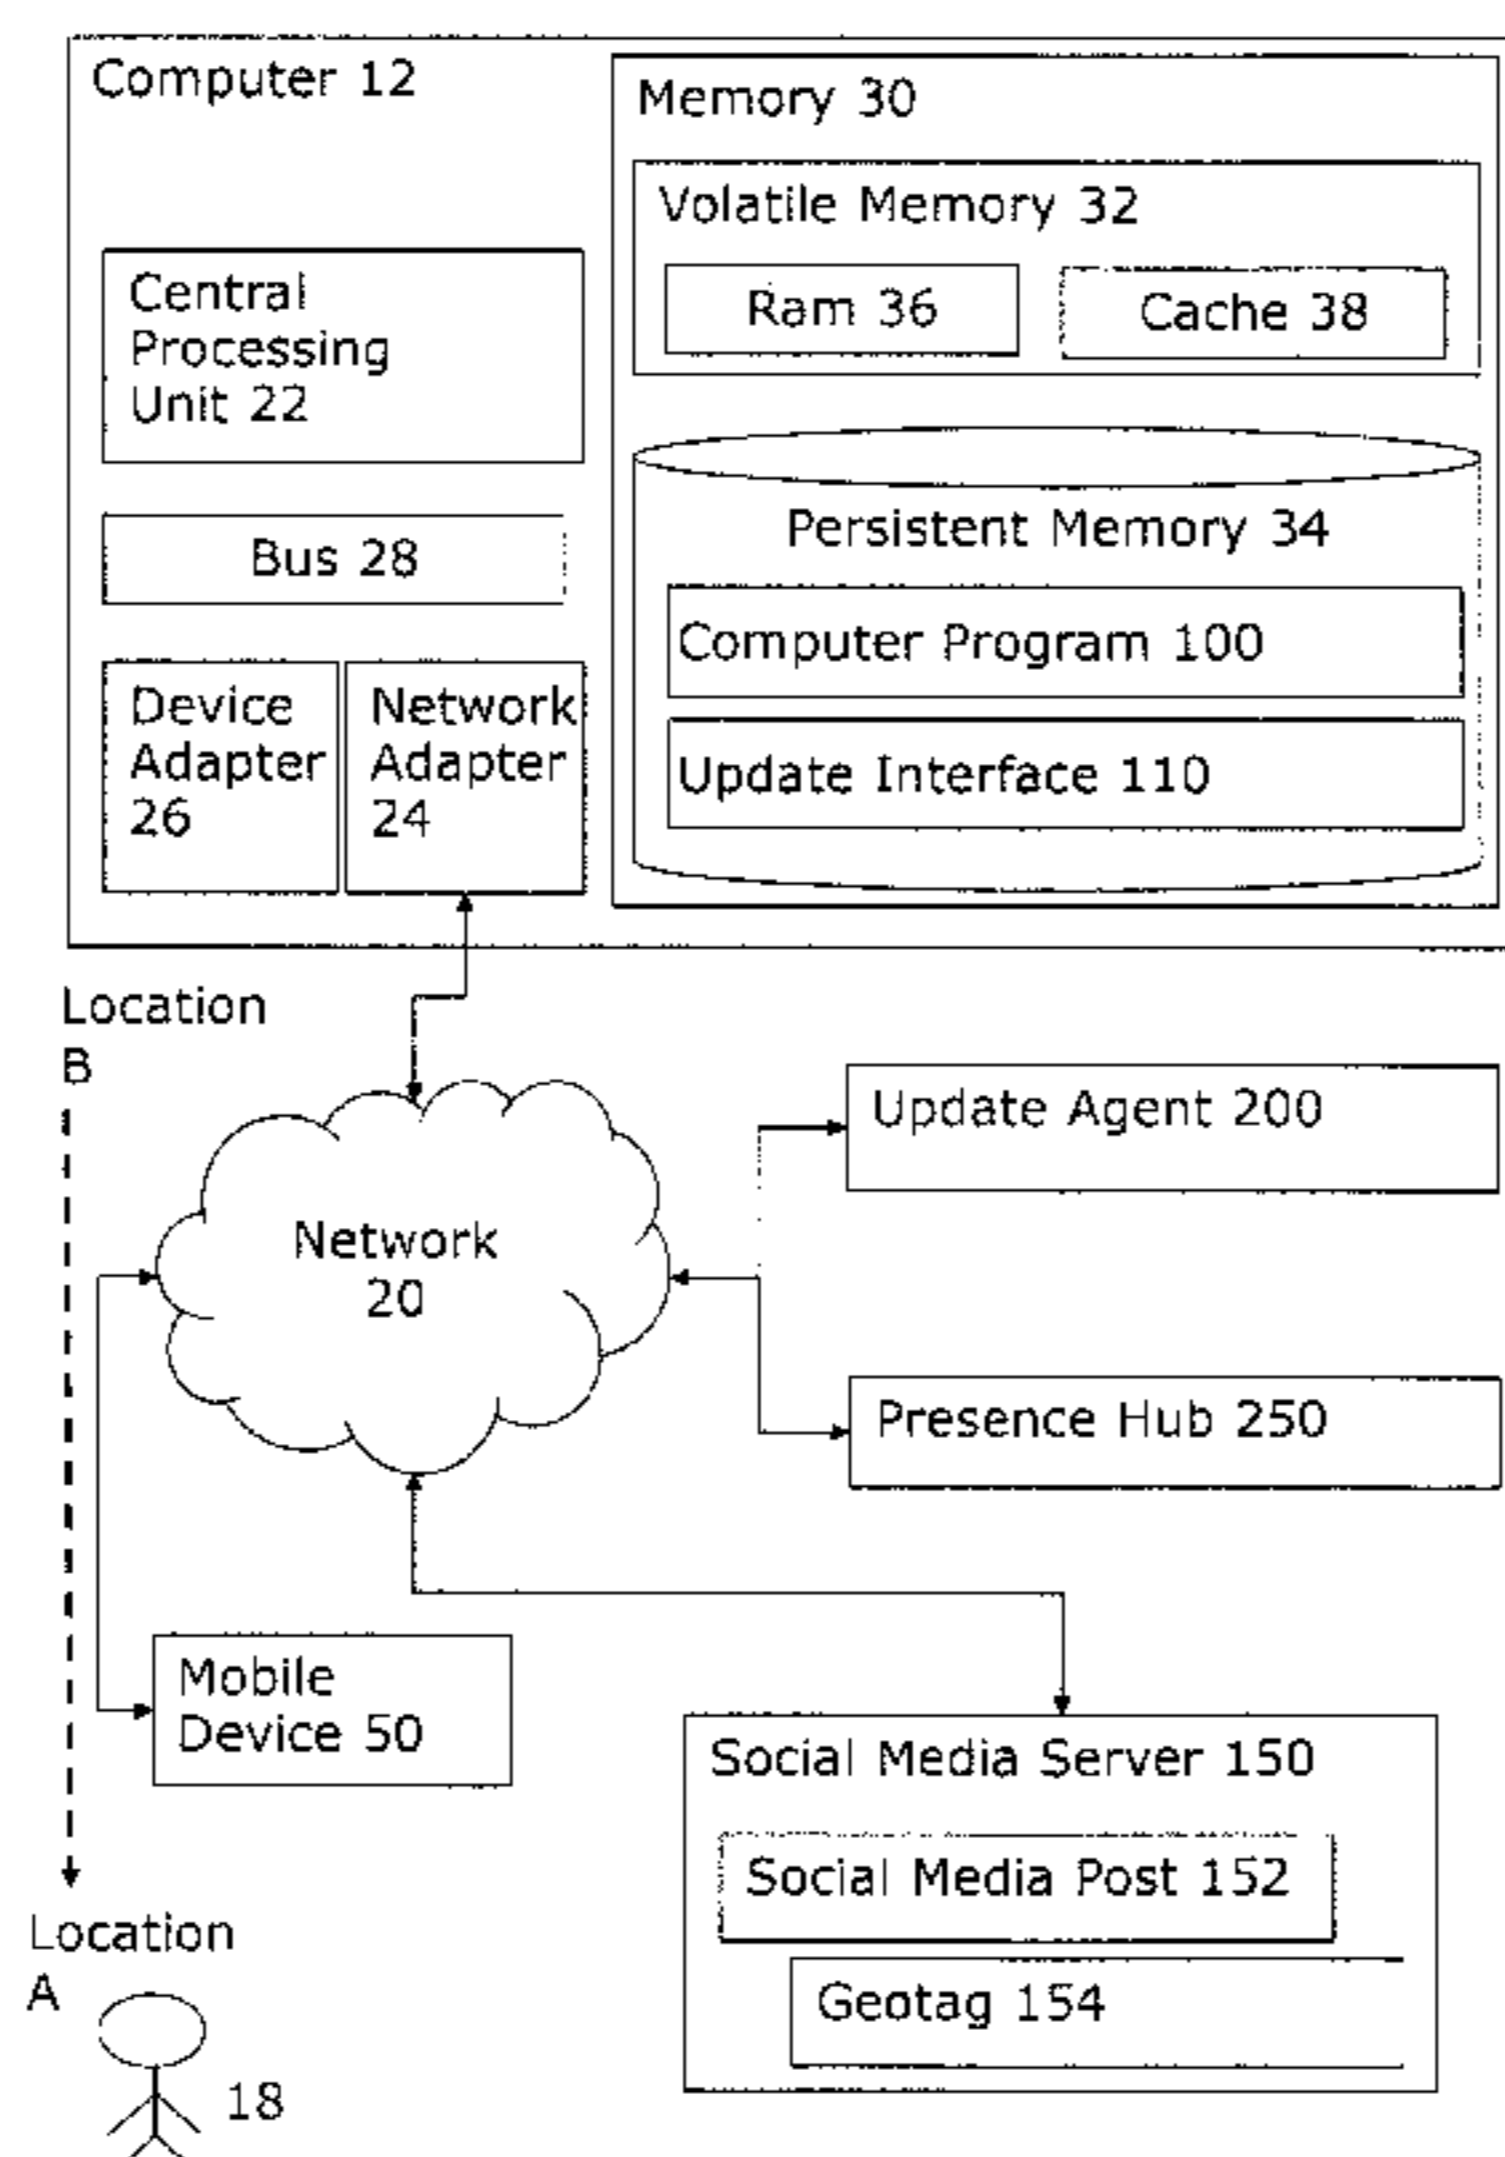 Computer 12
Memory 30
Volatile Memory 32
Ram 36
Cache 38
Central
Processing
Unit 22
Persistent Memory 34
Bus 28
Computer Program 100
Device
Adapter
26
Network
Adapter
24
Update Interface 110
Location
B
Update Agent 200
Network
20
Presence Hub 250
Mobile
Device 50
Social Media Server 150
Social Media Post 152
Geotag 154
Location
A
18